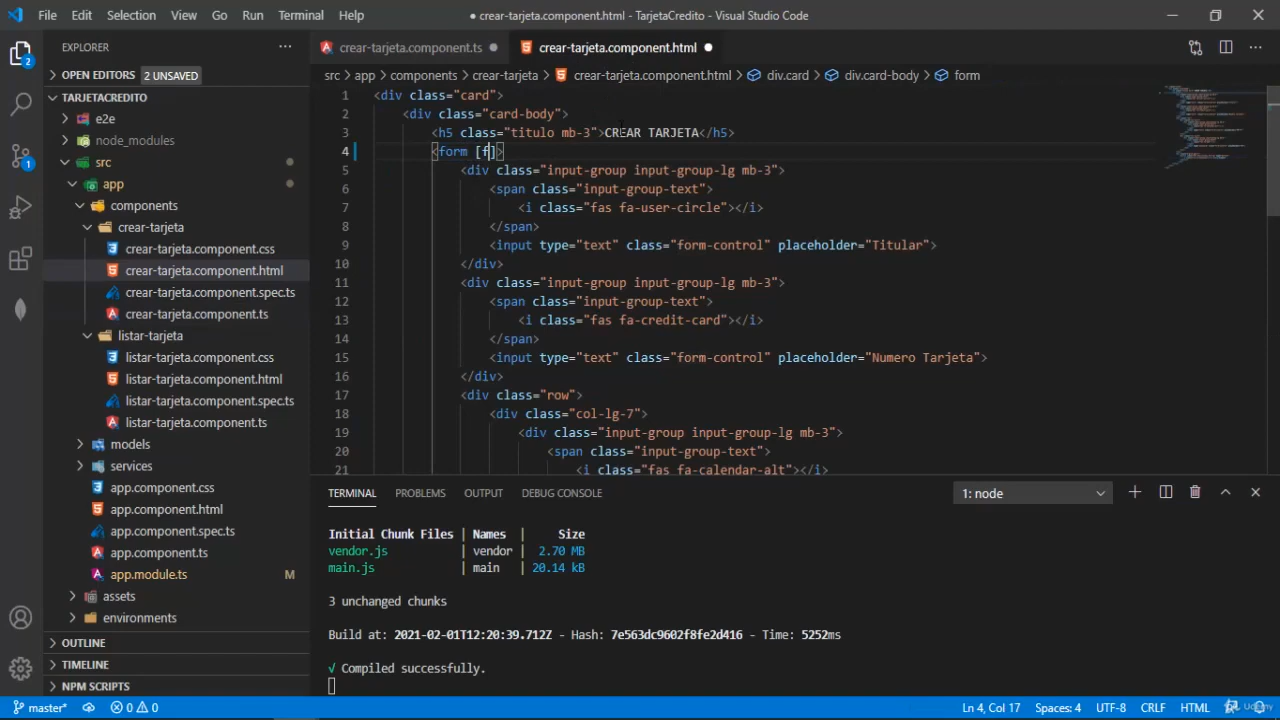 File Edit Selection View Go Run Terminal Help
● crear-tarjeta.component.html - TarjetaCredito - Visual Studio Code
EXPLORER
crear-tarjeta.component.ts
crear-tarjeta.component.html
OPEN EDITORS 2 UNSAVED
src > app > components > crear-tarjeta > crear-tarjeta.component.html > div.card > div.card-body > form
TARJETACREDITO
e2e
node_modules
src
app
components
crear-tarjeta
crear-tarjeta.component.css
crear-tarjeta.component.html
crear-tarjeta.component.spec.ts
crear-tarjeta.component.ts
listar-tarjeta
listar-tarjeta.component.css
listar-tarjeta.component.html
listar-tarjeta.component.spec.ts
listar-tarjeta.component.ts
models
services
app.component.css
app.component.html
app.component.spec.ts
app.component.ts
app.module.ts M
assets
environments
OUTLINE
TIMELINE
NPM SCRIPTS
2
1
1 <div class="card">
2 <div class="card-body">
3 <h5 class="titulo mb-3">CREAR TARJETA</h5>
4 <form [f]>
5 <div class="input-group input-group-lg mb-3">
6 <span class="input-group-text">
7 <i class="fas fa-user-circle"></i>
8 </span>
9 <input type="text" class="form-control" placeholder="Titular">
10 </div>
11 <div class="input-group input-group-lg mb-3">
12 <span class="input-group-text">
13 <i class="fas fa-credit-card"></i>
14 </span>
15 <input type="text" class="form-control" placeholder="Numero Tarjeta">
16 </div>
17 <div class="row">
18 <div class="col-lg-7">
19 <div class="input-group input-group-lg mb-3">
20 <span class="input-group-text">
21 <i class="fas fa-calendar-alt"></i>
TERMINAL PROBLEMS OUTPUT DEBUG CONSOLE
1: node
Initial Chunk Files | Names | Size
vendor.js | vendor | 2.70 MB
main.js | main | 20.14 kB
3 unchanged chunks
Build at: 2021-02-01T12:20:39.712Z - Hash: 7e563dc9602f8fe2d416 - Time: 5252ms
√ Compiled successfully.
master* 0 0
Ln 4, Col 17 Spaces: 4 UTF-8 CRLF HTML
Udemy